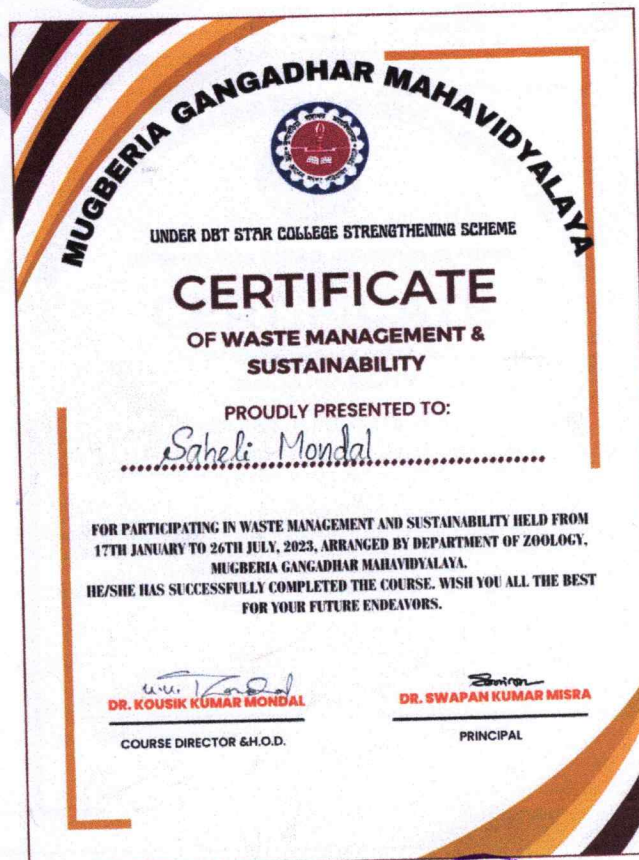 MUGBERIA GANGADHAR MAHAVIDYALAYA
UNDER DBT STAR COLLEGE STRENGTHENING SCHEME
CERTIFICATE
OF WASTE MANAGEMENT &
SUSTAINABILITY
PROUDLY PRESENTED TO:
Saheli Mondal
FOR PARTICIPATING IN WASTE MANAGEMENT AND SUSTAINABILITY HELD FROM
17TH JANUARY TO 26TH JULY, 2023, ARRANGED BY DEPARTMENT OF ZOOLOGY,
MUGBERIA GANGADHAR MAHAVIDYALAYA.
HE/SHE HAS SUCCESSFULLY COMPLETED THE COURSE. WISH YOU ALL THE BEST
FOR YOUR FUTURE ENDEAVORS.
DR. KOUSIK KUMAR MONDAL
DR. SWAPAN KUMAR MISRA
COURSE DIRECTOR &H.O.D.
PRINCIPAL